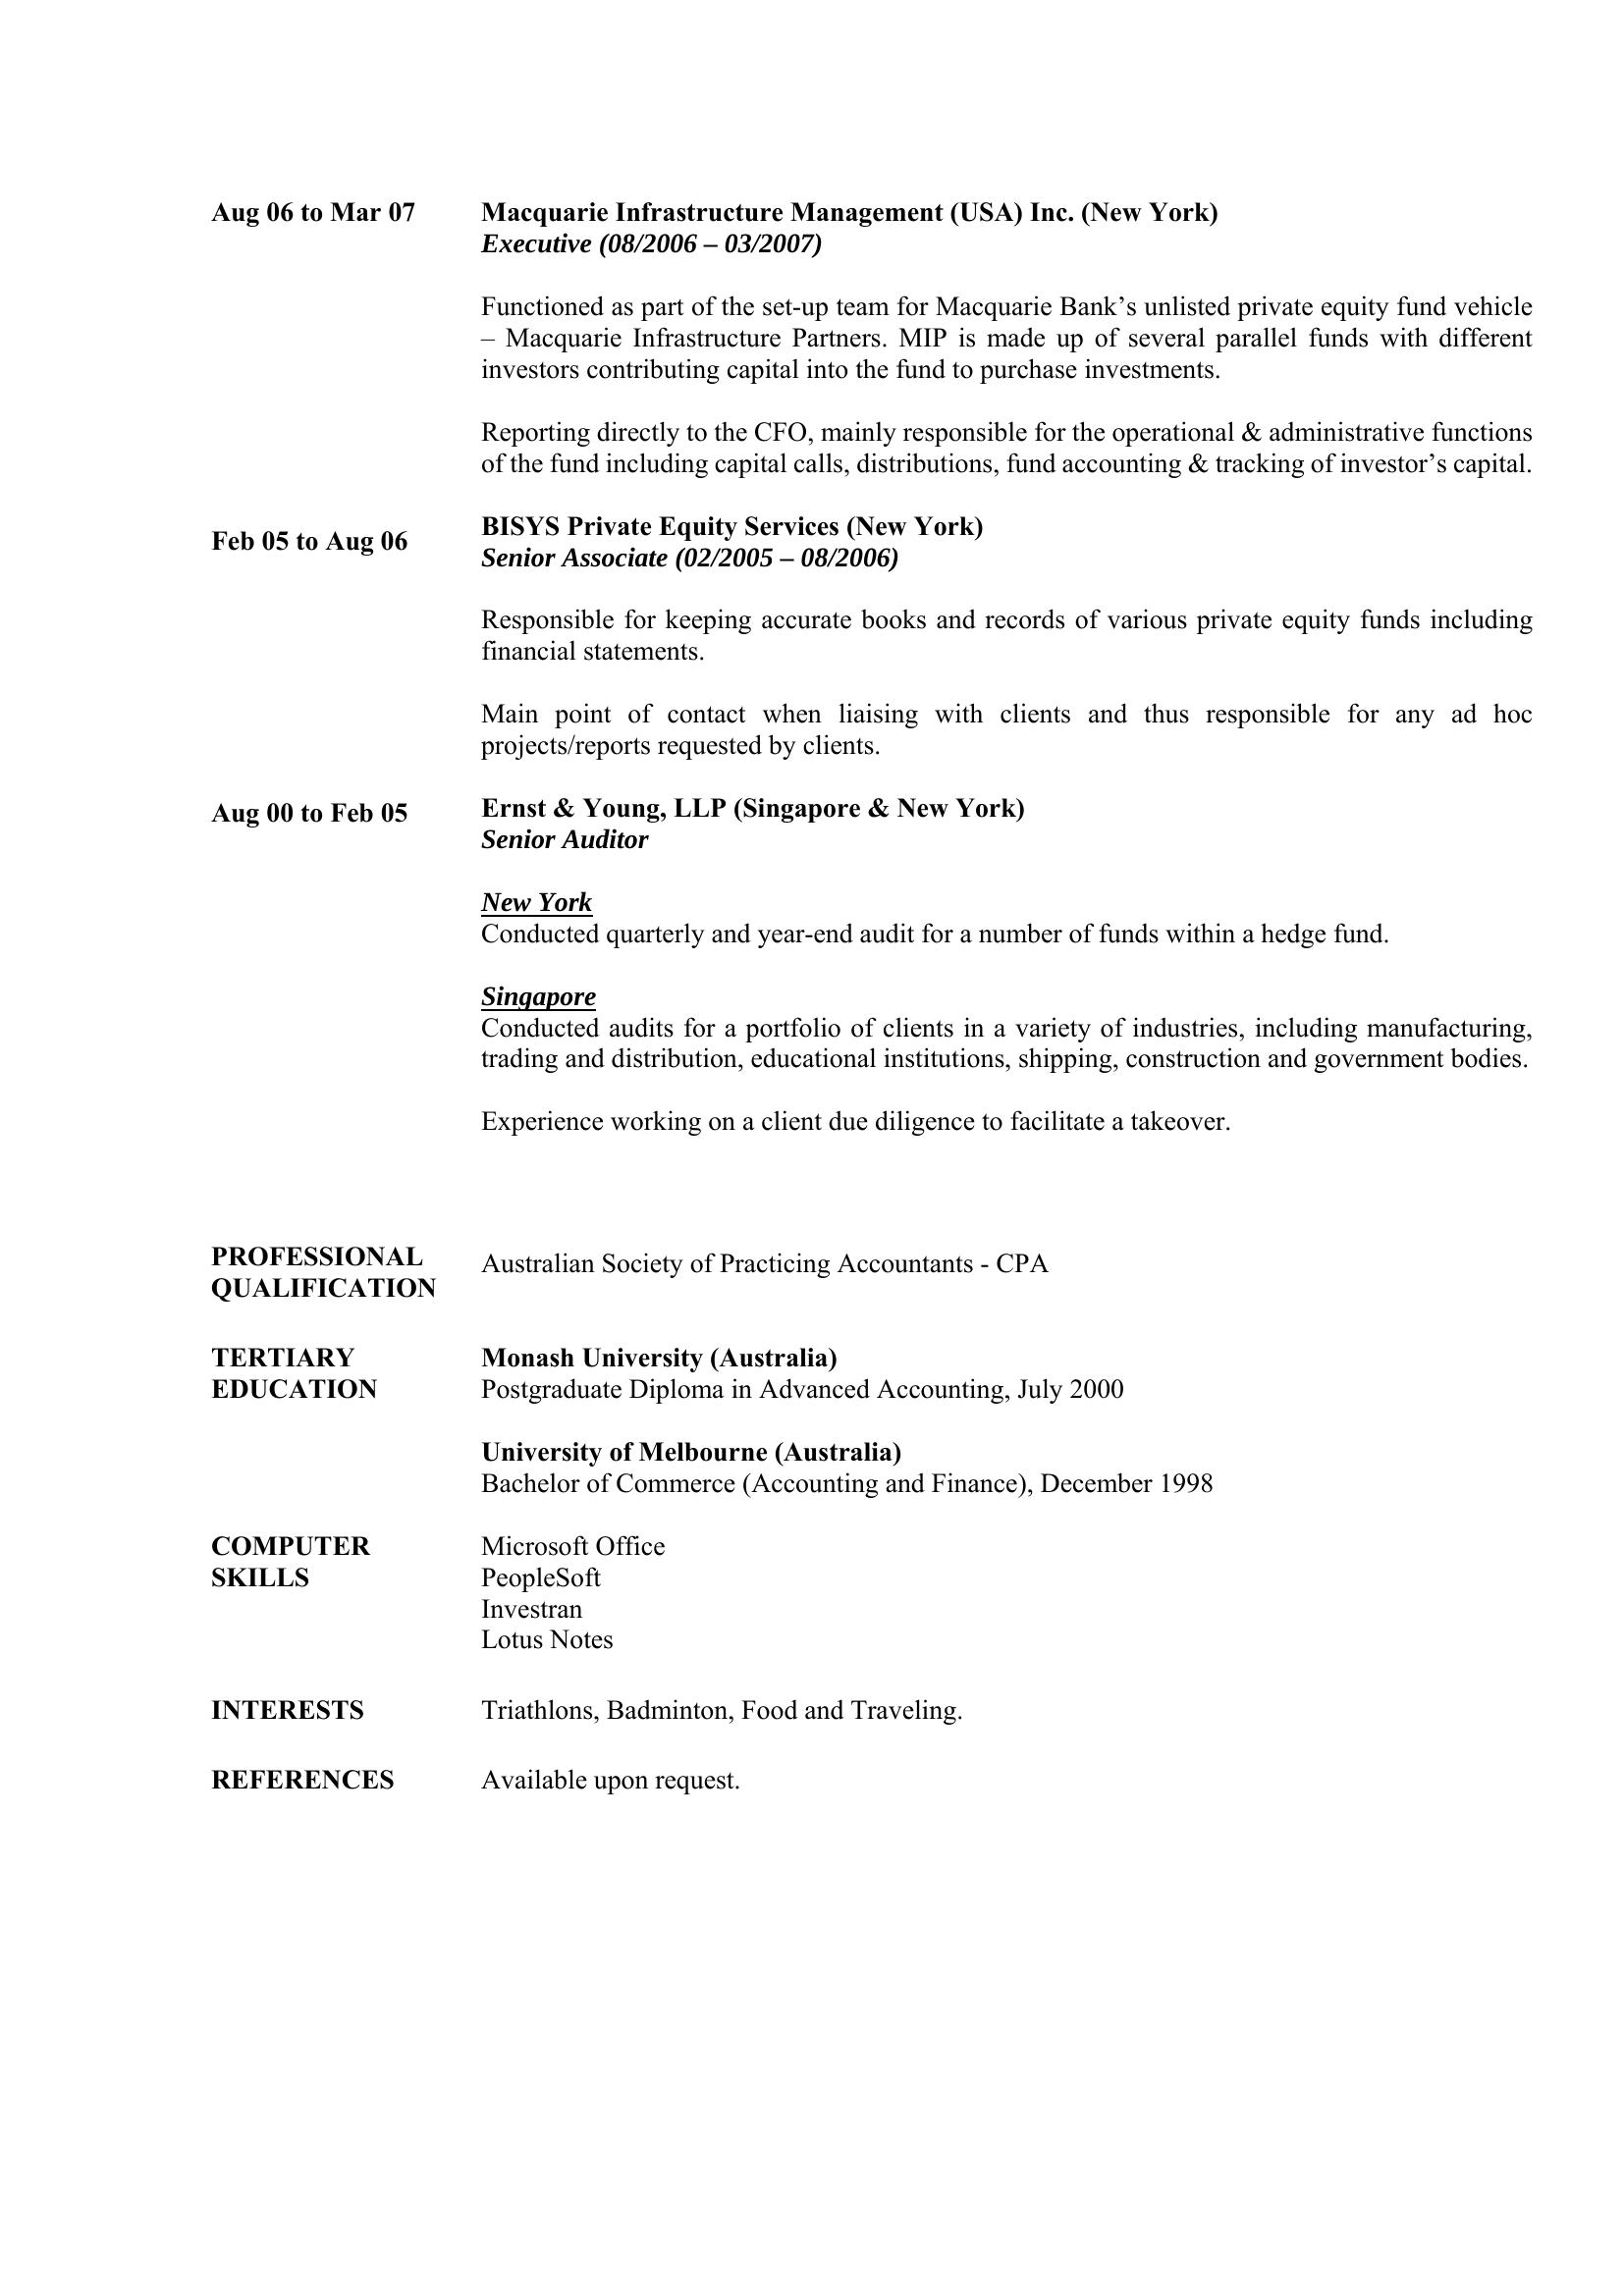 Aug 06 to Mar 07
Macquarie Infrastructure Management (USA) Inc. (New York)
Executive (08/2006 – 03/2007)
Functioned as part of the set-up team for Macquarie Bank’s unlisted private equity fund vehicle
– Macquarie Infrastructure Partners. MIP is made up of several parallel funds with different
investors contributing capital into the fund to purchase investments.
Reporting directly to the CFO, mainly responsible for the operational & administrative functions
of the fund including capital calls, distributions, fund accounting & tracking of investor’s capital.
Feb 05 to Aug 06
BISYS Private Equity Services (New York)
Senior Associate (02/2005 – 08/2006)
Responsible for keeping accurate books and records of various private equity funds including
financial statements.
Main point of contact when liaising with clients and thus responsible for any ad hoc
projects/reports requested by clients.
Aug 00 to Feb 05
Ernst & Young, LLP (Singapore & New York)
Senior Auditor
New York
Conducted quarterly and year-end audit for a number of funds within a hedge fund.
Singapore
Conducted audits for a portfolio of clients in a variety of industries, including manufacturing,
trading and distribution, educational institutions, shipping, construction and government bodies.
Experience working on a client due diligence to facilitate a takeover.
PROFESSIONAL
QUALIFICATION
Australian Society of Practicing Accountants - CPA
TERTIARY
EDUCATION
Monash University (Australia)
Postgraduate Diploma in Advanced Accounting, July 2000
University of Melbourne (Australia)
Bachelor of Commerce (Accounting and Finance), December 1998
COMPUTER
SKILLS
Microsoft Office
PeopleSoft
Investran
Lotus Notes
INTERESTS
Triathlons, Badminton, Food and Traveling.
REFERENCES
Available upon request.